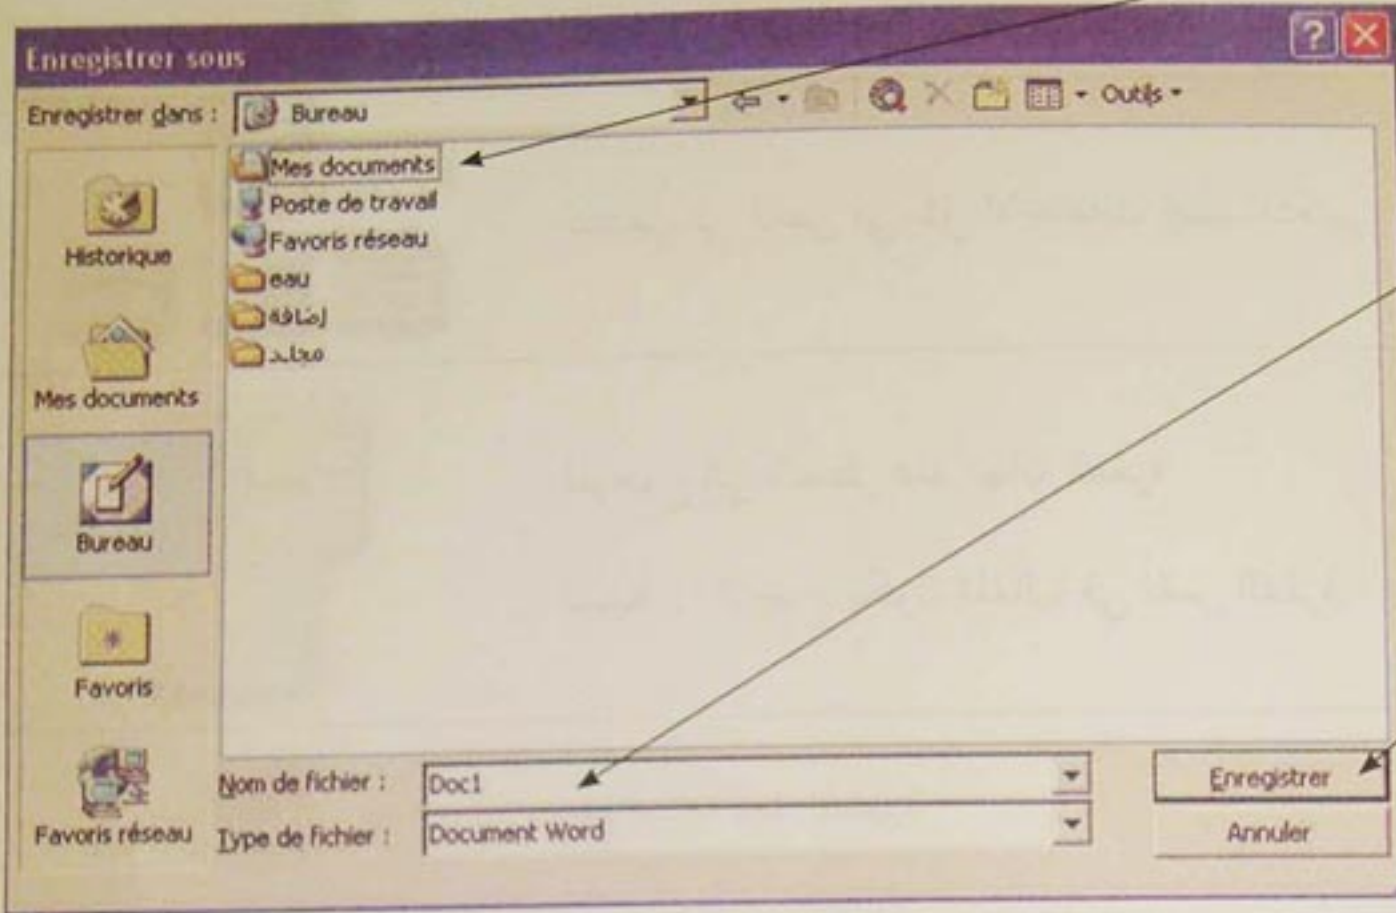 Enregistrer sous
Enregistrer dans : Bureau
Outils
Mes documents
Poste de travail
Favoris réseau
eau
إضافة
مجلد
Historique
Mes documents
Bureau
Favoris
Favoris réseau
Nom de fichier : Doc1
Enregistrer
Type de fichier : Document Word
Annuler